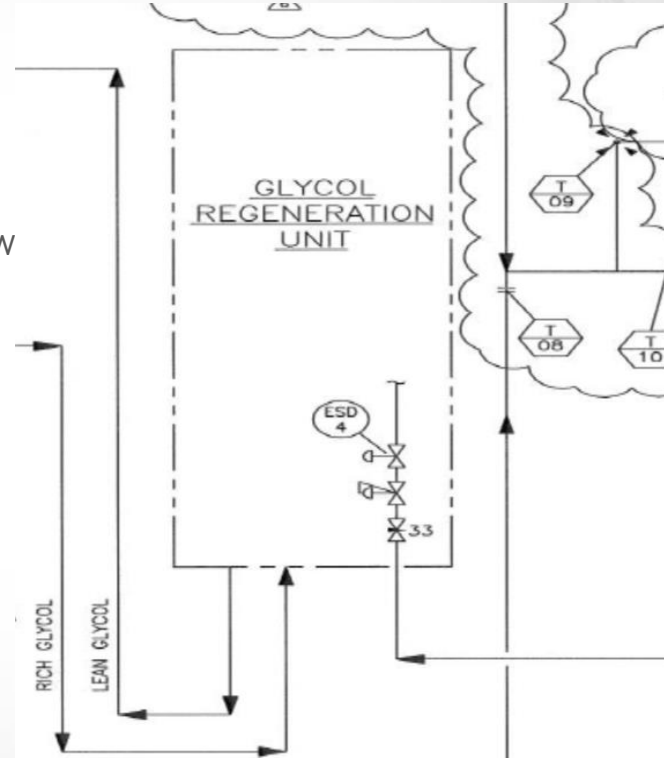 GLYCOL
REGENERATION
UNIT
T
09
T
08
T
10
ESD
4
33
RICH GLYCOL
LEAN GLYCOL